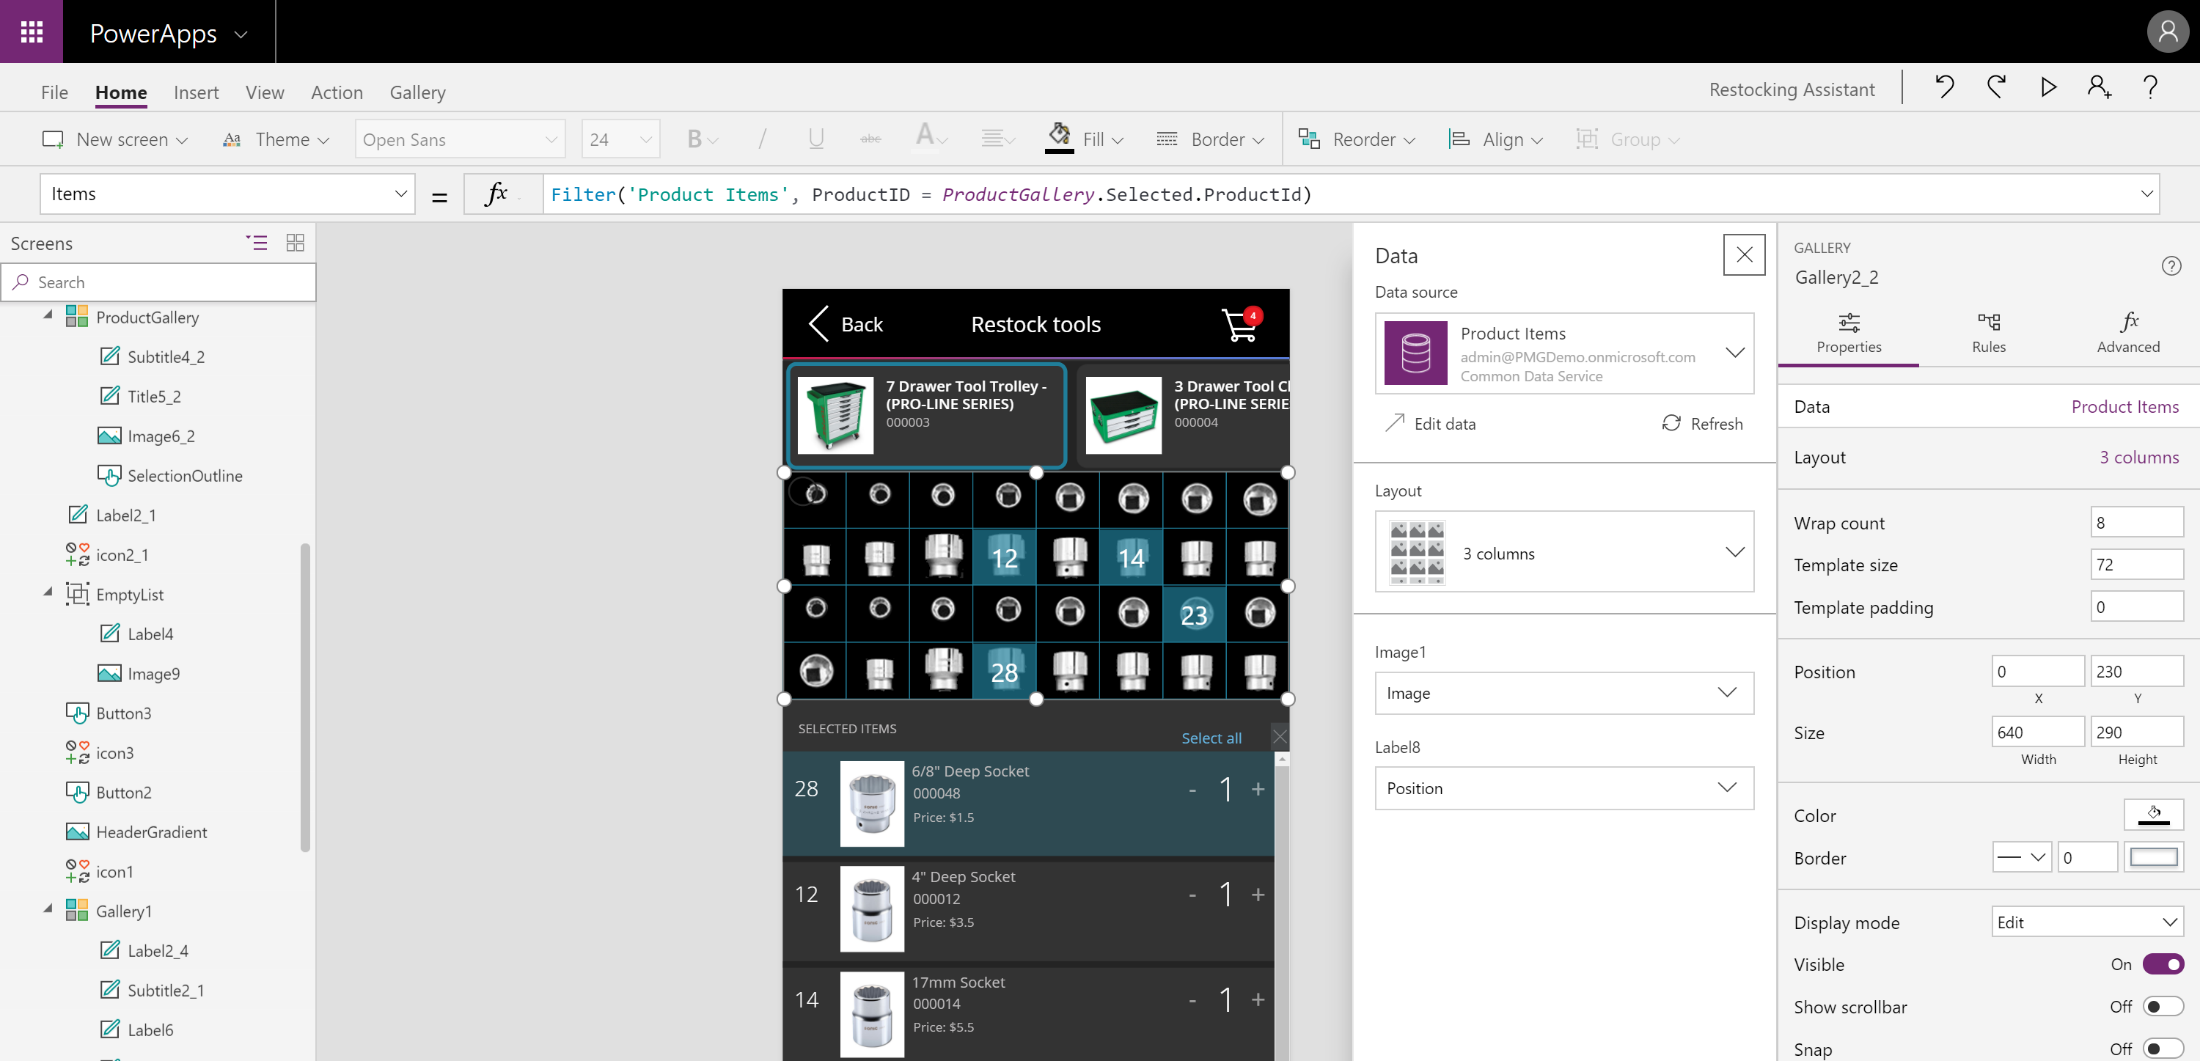 PowerApps
File Home Insert View Action Gallery
Restocking Assistant
New screen Theme Open Sans 24 B / U abc A Fill Border Reorder Align Group
Items = fx Filter('Product Items', ProductID = ProductGallery.Selected.ProductId)
Screens
Search
ProductGallery
Subtitle4_2
Title5_2
Image6_2
SelectionOutline
Label2_1
icon2_1
EmptyList
Label4
Image9
Button3
icon3
Button2
HeaderGradient
icon1
Gallery1
Label2_4
Subtitle2_1
Label6
Back Restock tools 4
7 Drawer Tool Trolley -
(PRO-LINE SERIES)
000003
3 Drawer Tool
(PRO-LINE
000004
12 14
23
28
SELECTED ITEMS
Select all
28 6/8" Deep Socket
000048
Price: $1.5
- 1 +
12 4" Deep Socket
000012
Price: $3.5
- 1 +
14 17mm Socket
000014
Price: $5.5
- 1 +
Data
Data source
Product Items
admin@PMGDemo.onmicrosoft.com
Common Data Service
Edit data Refresh
Layout
3 columns
Image1
Image
Label8
Position
GALLERY
Gallery2_2
Properties Rules Advanced
Data Product Items
Layout 3 columns
Wrap count 8
Template size 72
Template padding 0
Position 0 230
X Y
Size 640 290
Width Height
Color
Border 0
Display mode Edit
Visible On
Show scrollbar Off
Snap Off